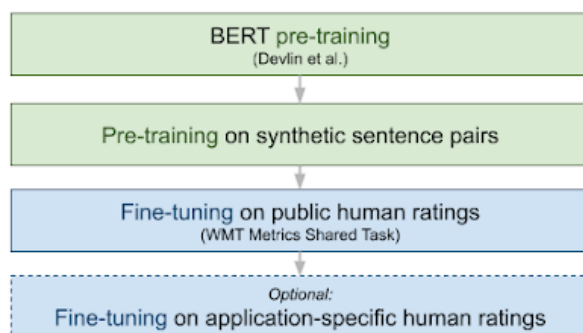 BERT pre-training
(Devlin et al.)
Pre-training on synthetic sentence pairs
Fine-tuning on public human ratings
(WMT Metrics Shared Task)
Optional:
Fine-tuning on application-specific human ratings